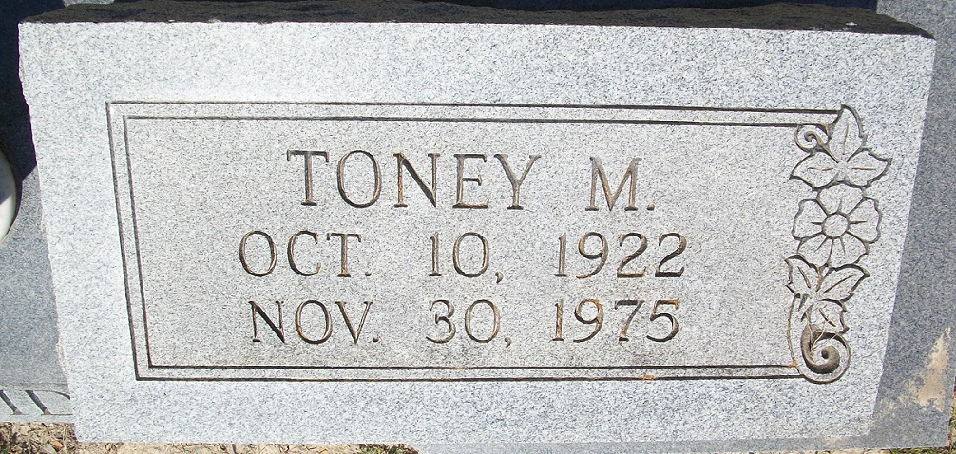 TONEY M.
OCT. 10, 1922
NOV. 30, 1975